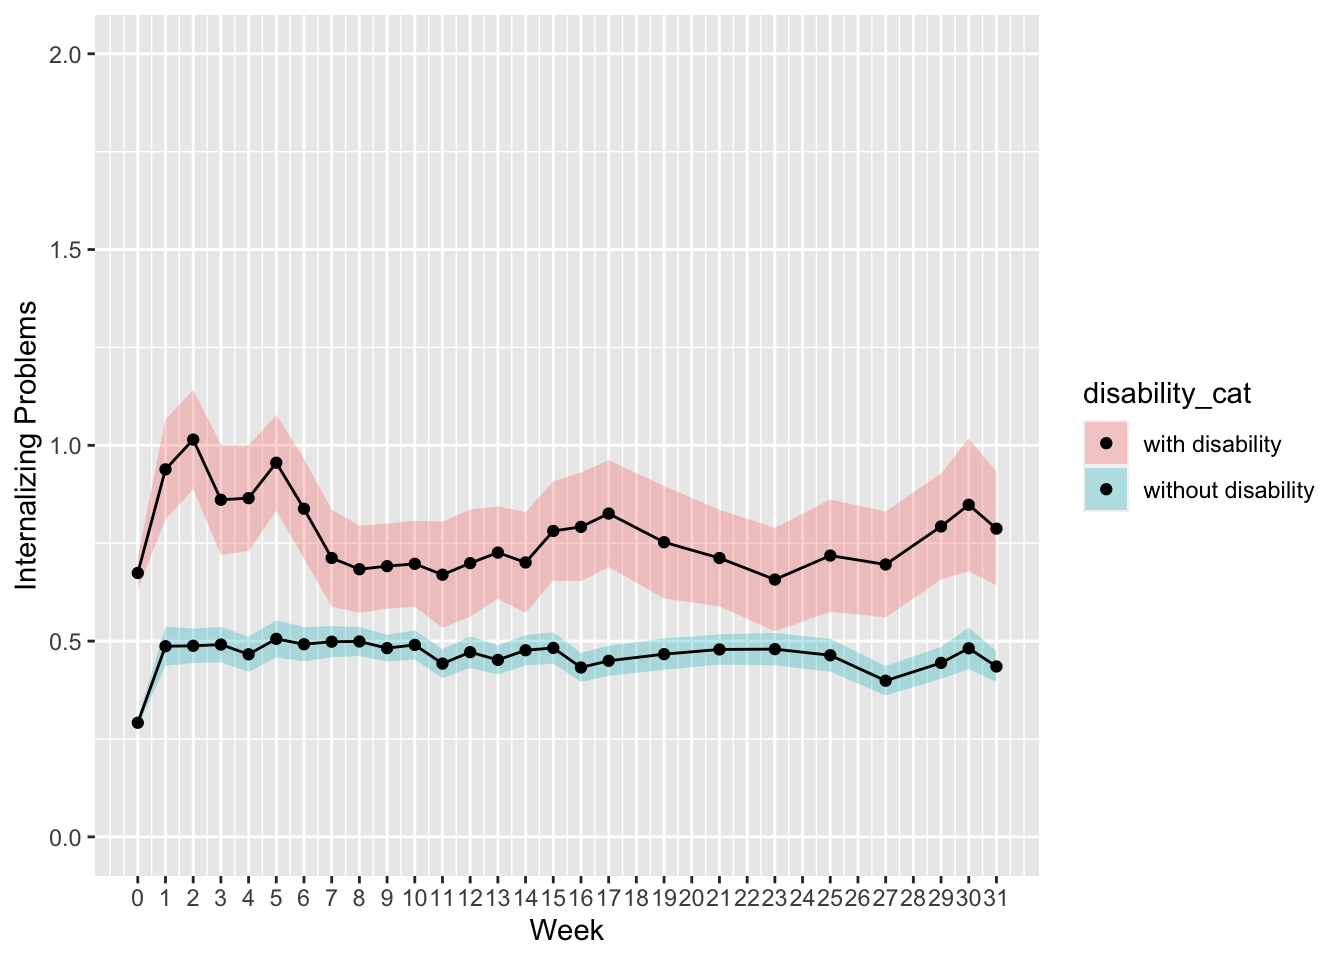 2.0
1.5
1.0
0.5
0.0
Internalizing Problems
0 1 2 3 4 5 6 7 8 9 10 11 12 13 14 15 16 17 18 19 20 21 22 23 24 25 26 27 28 29 30 31
Week
disability_cat
with disability
without disability